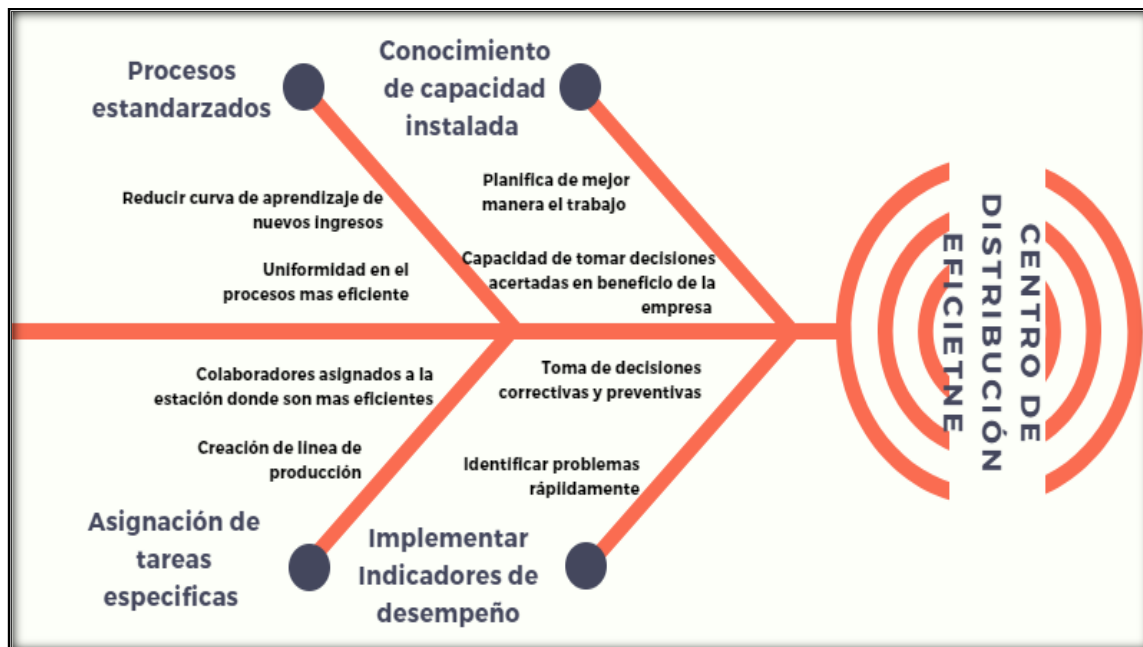 Procesos
estandarzados
Conocimiento
de capacidad
instalada
Reducir curva de aprendizaje de
nuevos ingresos
Uniformidad en el
procesos mas eficiente
Planifica de mejor
manera el trabajo
Capacidad de tomar decisiones
acertadas en beneficio de la
empresa
Colaboradores asignados a la
estación donde son mas eficientes
Creación de linea de
producción
Toma de decisiones
correctivas y preventivas
Identificar problemas
rápiidamente
Asignación de
tareas
especificas
Implementar
Indicadores de
desempeño
CENTRO DE
DISTRIBUCIÓN
EFICIETNE